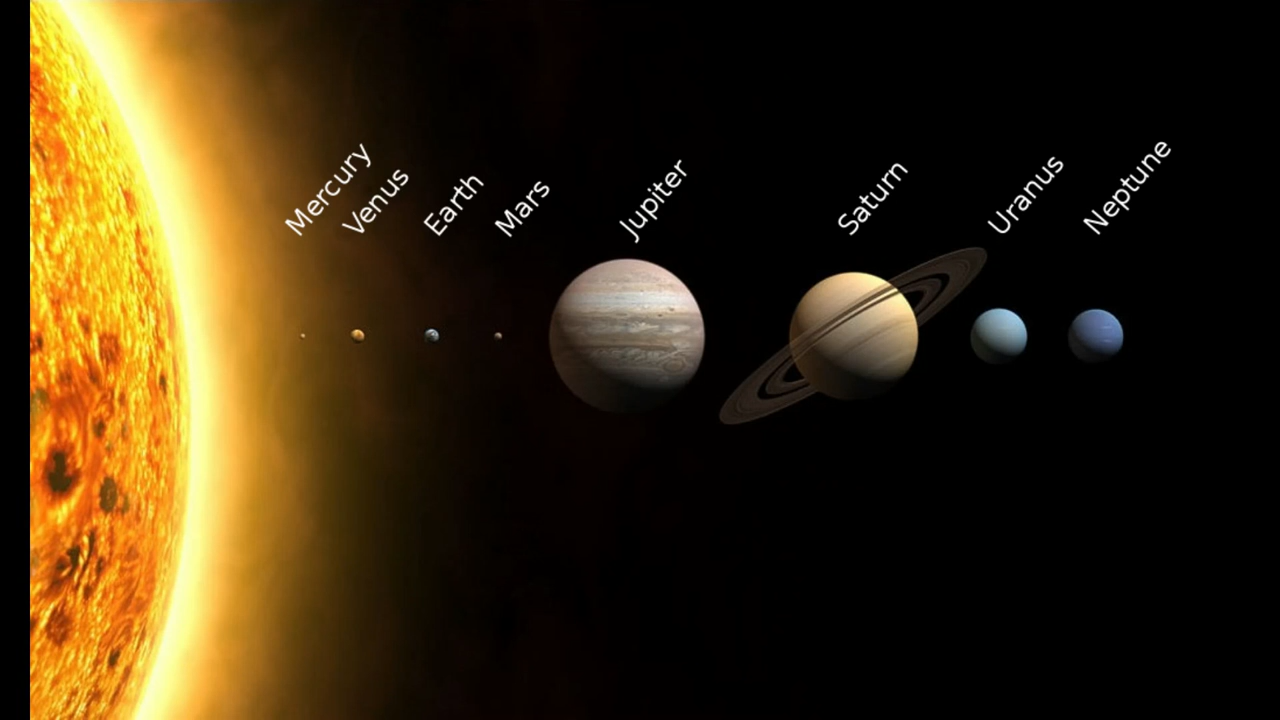 Mercury
Venus
Earth
Mars
Jupiter
Saturn
Uranus
Neptune